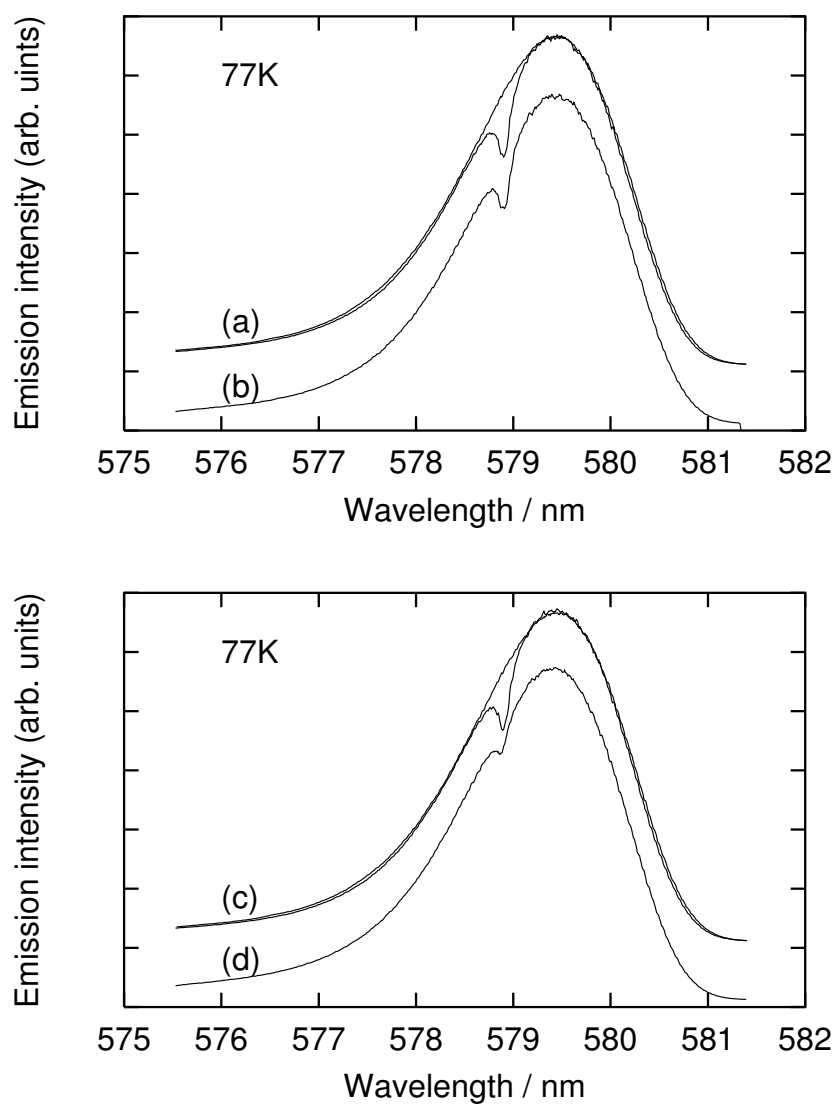 Emission intensity (arb. uints)
77K
(a)
(b)
575 576 577 578 579 580 581 582
Wavelength / nm
Emission intensity (arb. units)
77K
(c)
(d)
575 576 577 578 579 580 581 582
Wavelength / nm